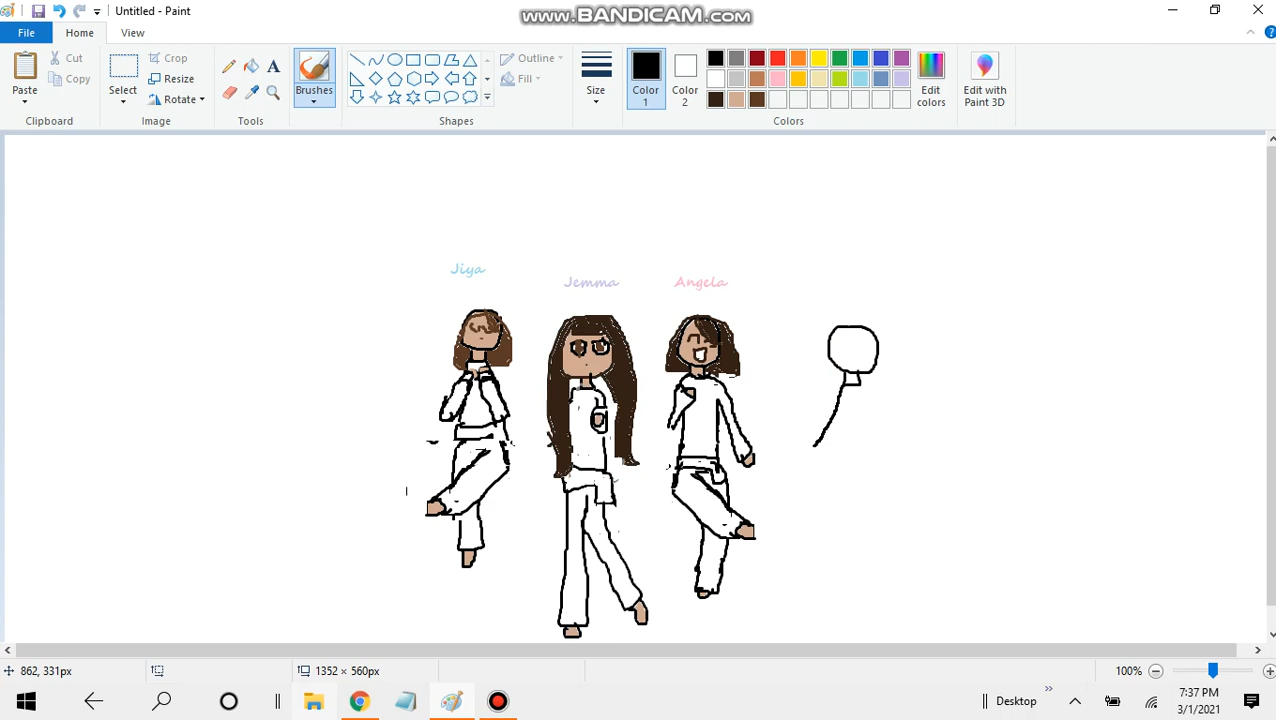 Untitled - Paint
www.BANDICAM.com
File
Home
View
Paste
Cut
Copy
Clipboard
Select
Crop
Resize
Rotate
Image
Tools
Brushes
Outline
Fill
Shapes
Size
Color 1
Color 2
Edit colors
Colors
Edit with Paint 3D
Jiya
Jemma
Angela
862, 331px
1352 × 560px
100%
Desktop
7:37 PM
3/1/2021